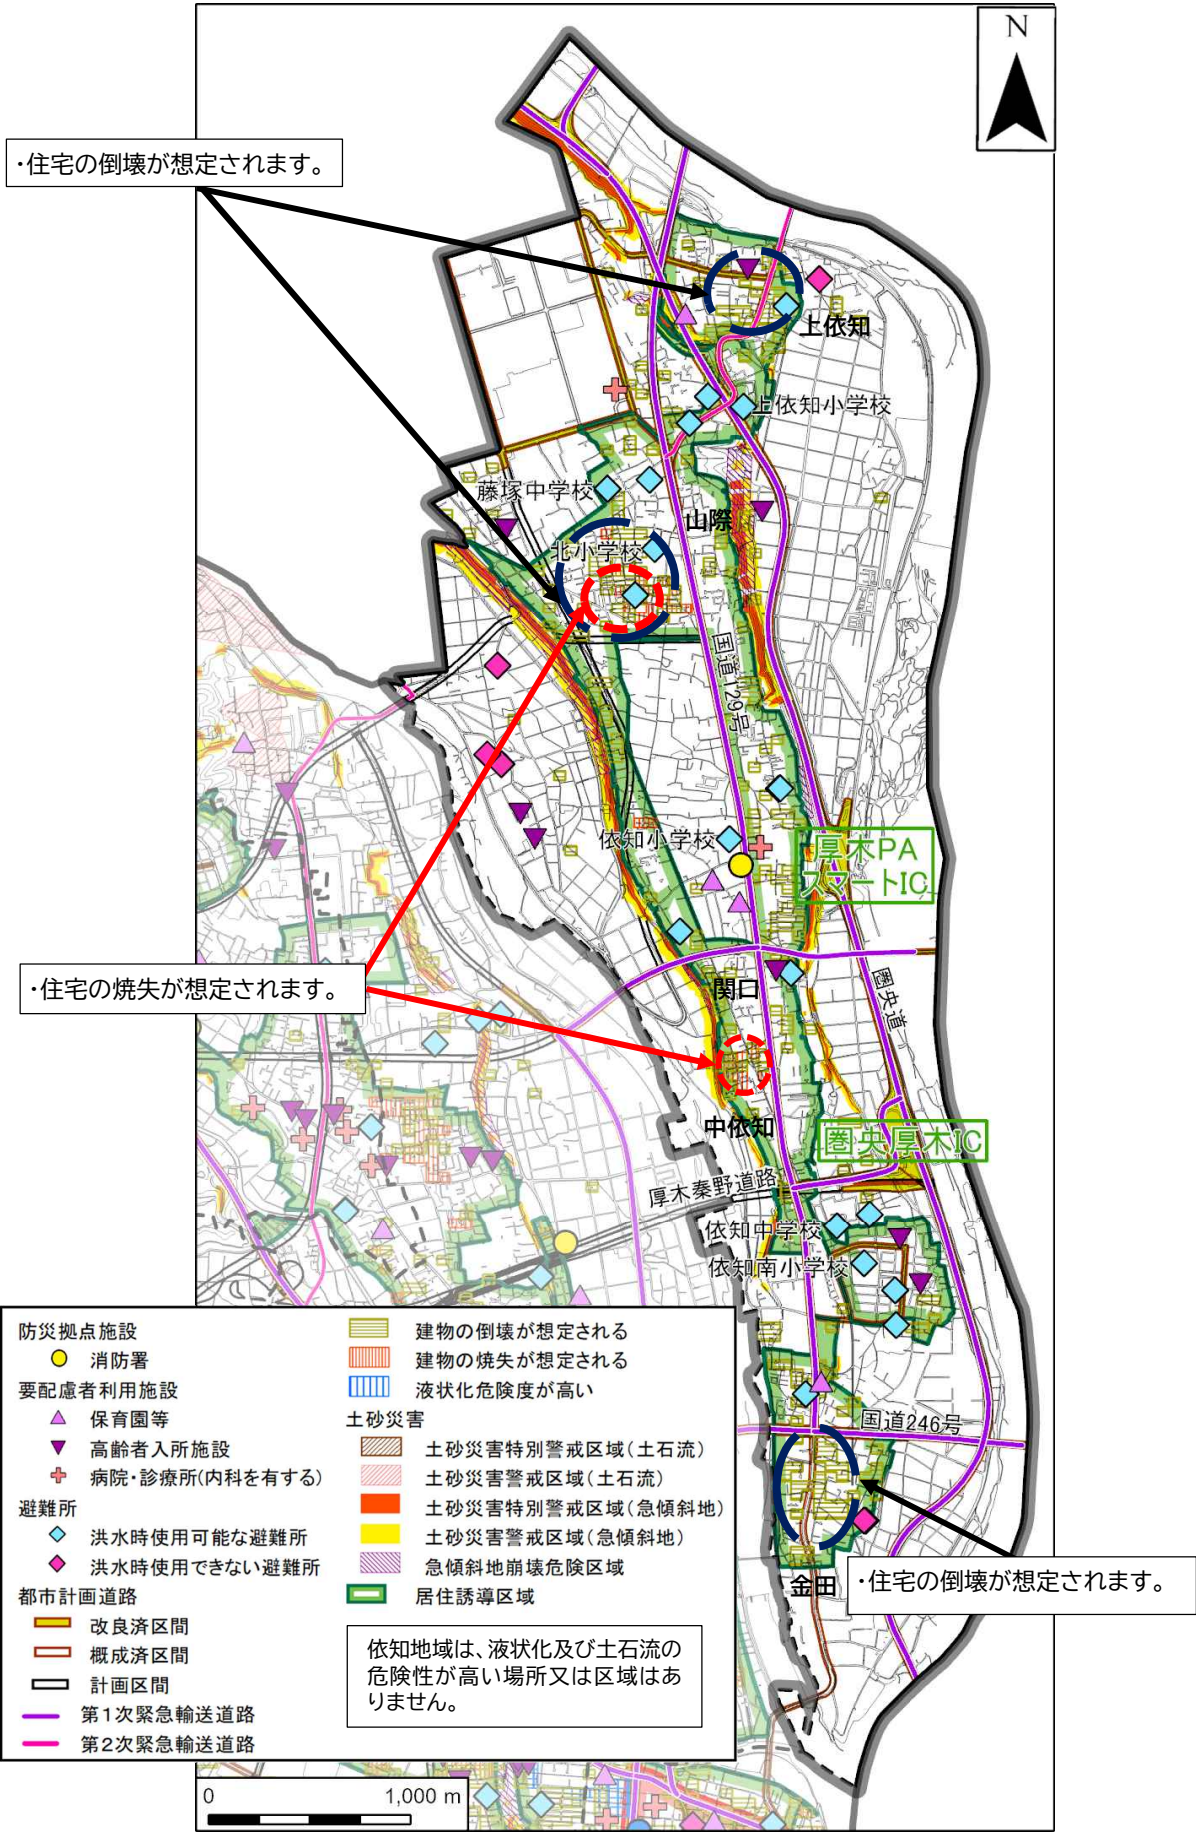 N
・住宅の倒壊が想定されます。
上依知
上依知小学校
藤塚中学校
山際
北小学校
国道129号
依知小学校
厚木PA
スマートIC
・住宅の焼失が想定されます。
関口
圏央道
中依知
圏央厚木IC
厚木秦野道路
依知中学校
依知南小学校
国道246号
金田
・住宅の倒壊が想定されます。
防災拠点施設
消防署
要配慮者利用施設
保育園等
高齢者入所施設
病院・診療所(内科を有する)
避難所
洪水時使用可能な避難所
洪水時使用できない避難所
都市計画道路
改良済区間
概成済区間
計画区間
第1次緊急輸送道路
第2次緊急輸送道路
建物の倒壊が想定される
建物の焼失が想定される
液状化危険度が高い
土砂災害
土砂災害特別警戒区域(土石流)
土砂災害警戒区域(土石流)
土砂災害特別警戒区域(急傾斜地)
土砂災害警戒区域(急傾斜地)
急傾斜地崩壊危険区域
居住誘導区域
依知地域は、液状化及び土石流の
危険性が高い場所又は区域はあ
りません。
0 1,000 m